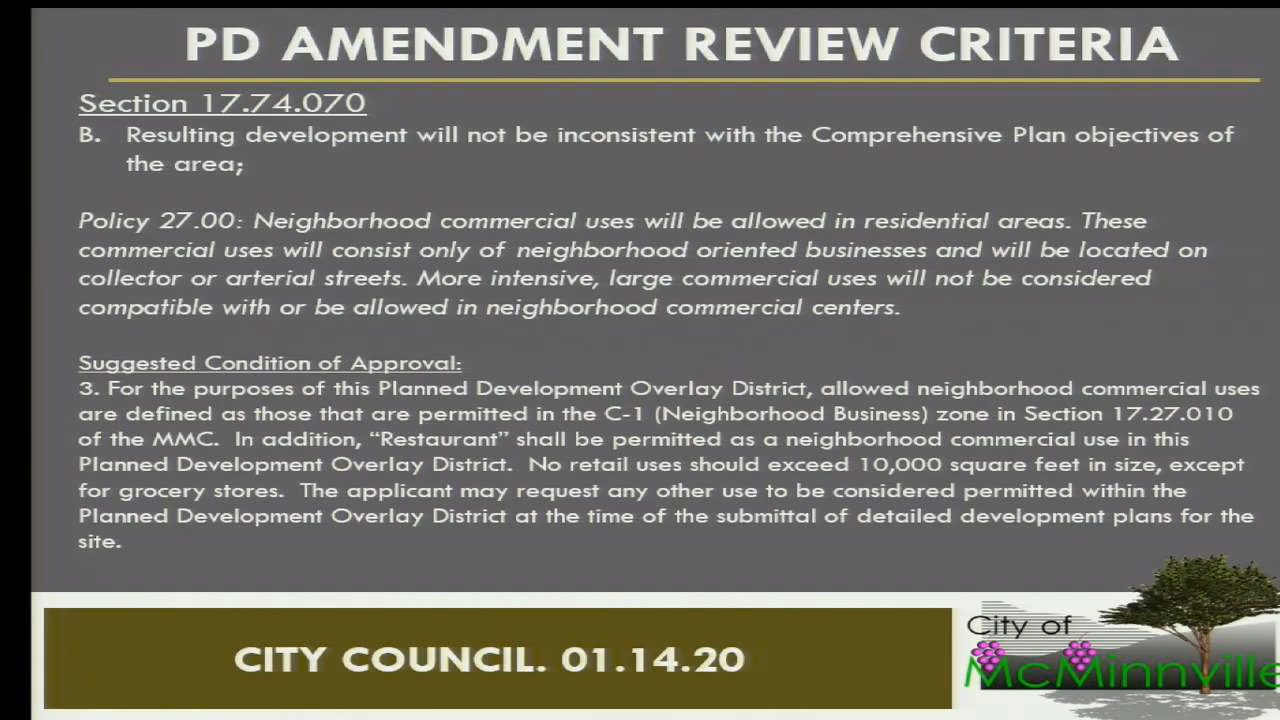 PD AMENDMENT REVIEW CRITERIA
Section 17.74.070
B. Resulting development will not be inconsistent with the Comprehensive Plan objectives of
the area;
Policy 27.00: Neighborhood commercial uses will be allowed in residential areas. These
commercial uses will consist only of neighborhood oriented businesses and will be located on
collector or arterial streets. More intensive, large commercial uses will not be considered
compatible with or be allowed in neighborhood commercial centers.
Suggested Condition of Approval:
3. For the purposes of this Planned Development Overlay District, allowed neighborhood commercial uses
are defined as those that are permitted in the C-1 (Neighborhood Business) zone in Section 17.27.010
of the MMC. In addition, “Restaurant” shall be permitted as a neighborhood commercial use in this
Planned Development Overlay District. No retail uses should exceed 10,000 square feet in size, except
for grocery stores. The applicant may request any other use to be considered permitted within the
Planned Development Overlay District at the time of the submittal of detailed development plans for the
site.
CITY COUNCIL. 01.14.20
City of
McMinnville